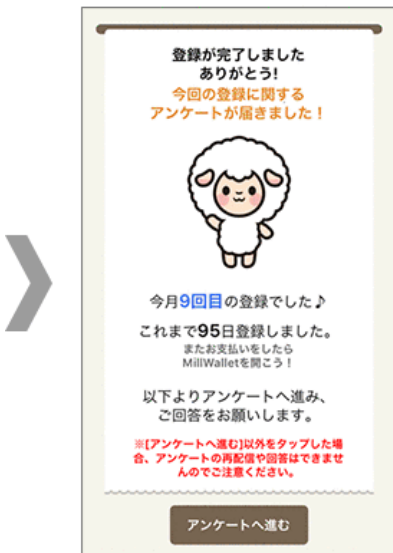 登録が完了しました
ありがとう!
今回の登録に関する
アンケートが届きました！
今月9回目の登録でした♪
これまで95日登録しました。
またお支払いをしたら
MillWalletを開こう！
以下よりアンケートへ進み、
ご回答をお願いします。
※[アンケートへ進む]以外をタップした場
合、アンケートの再配信や回答はできませ
んのでご注意ください。
アンケートへ進む